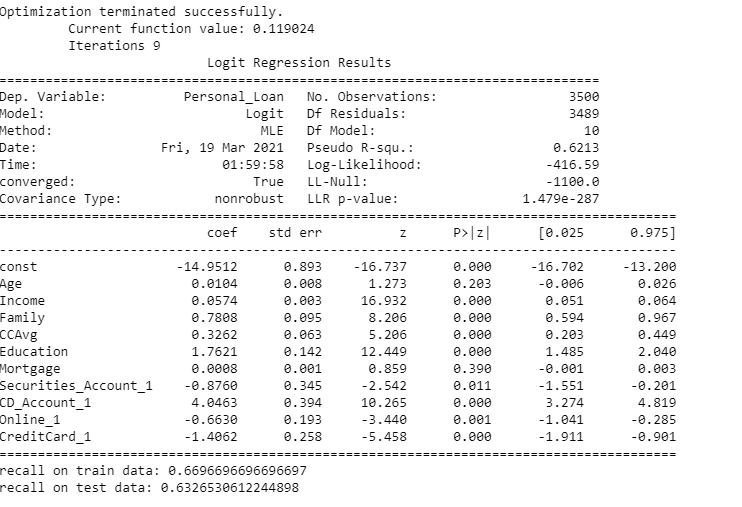 Optimization terminated successfully.
         Current function value: 0.119024
         Iterations 9
                           Logit Regression Results
==============================================================================
Dep. Variable:          Personal_Loan   No. Observations:                 3500
Model:                          Logit   Df Residuals:                     3489
Method:                           MLE   Df Model:                           10
Date:                Fri, 19 Mar 2021   Pseudo R-squ.:                  0.6213
Time:                        01:59:58   Log-Likelihood:                -416.59
converged:                       True   LL-Null:                       -1100.0
Covariance Type:            nonrobust   LLR p-value:                1.479e-287
========================================================================================
                           coef    std err          z      P>|z|      [0.025      0.975]
----------------------------------------------------------------------------------------
const                  -14.9512      0.893    -16.737      0.000     -16.702     -13.200
Age                      0.0104      0.008      1.273      0.203      -0.006       0.026
Income                   0.0574      0.003     16.932      0.000       0.051       0.064
Family                   0.7808      0.095      8.206      0.000       0.594       0.967
CCAvg                    0.3262      0.063      5.206      0.000       0.203       0.449
Education                1.7621      0.142     12.449      0.000       1.485       2.040
Mortgage                 0.0008      0.001      0.859      0.390      -0.001       0.003
Securities_Account_1    -0.8760      0.345     -2.542      0.011      -1.551      -0.201
CD_Account_1             4.0463      0.394     10.265      0.000       3.274       4.819
Online_1                -0.6630      0.193     -3.440      0.001      -1.041      -0.285
CreditCard_1            -1.4062      0.258     -5.458      0.000      -1.911      -0.901
========================================================================================
recall on train data: 0.6696696696696697
recall on test data: 0.6326530612244898